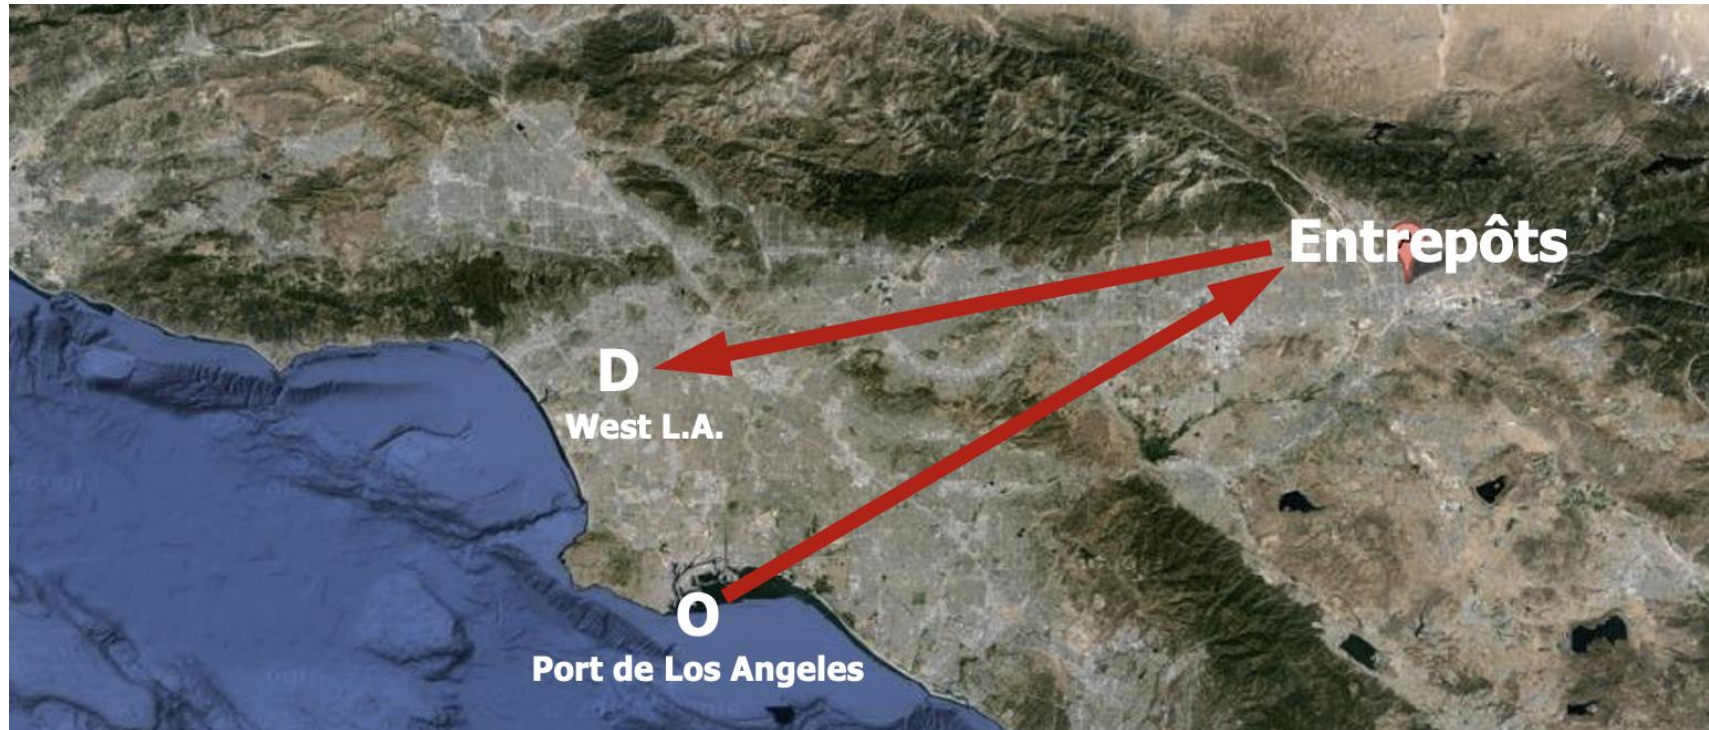 Entrepôts
D
West L.A.
O
Port de Los Angeles